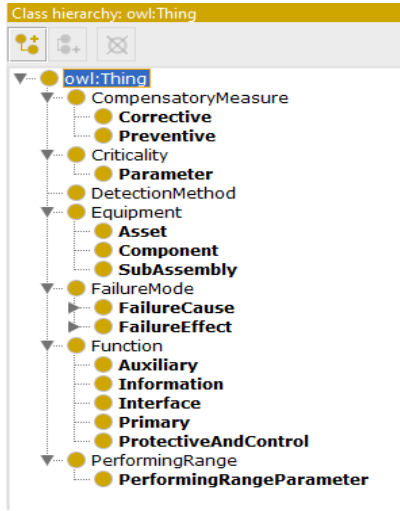 Class hierarchy: owl:Thing
owl:Thing
CompensatoryMeasure
Corrective
Preventive
Criticality
Parameter
DetectionMethod
Equipment
Asset
Component
SubAssembly
FailureMode
FailureCause
FailureEffect
Function
Auxiliary
Information
Interface
Primary
ProtectiveAndControl
PerformingRange
PerformingRangeParameter